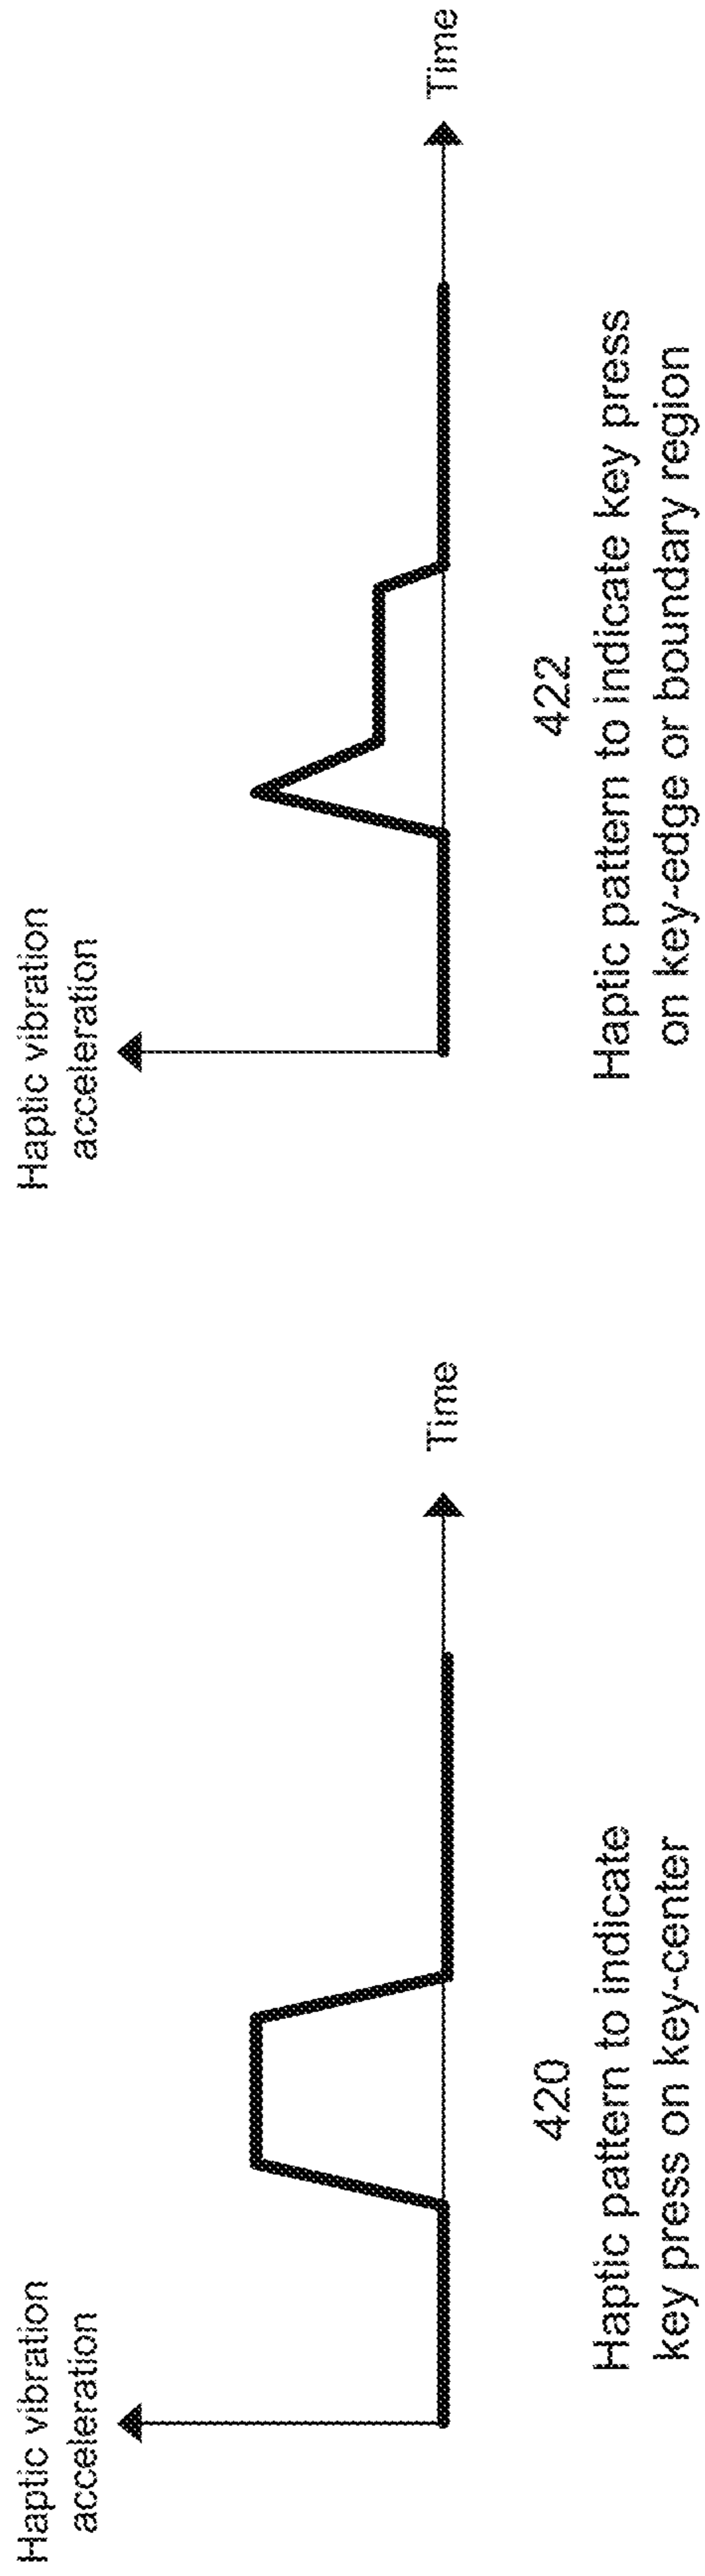 Haptic vibration
acceleration
Time
420
Haptic pattern to indicate
key press on key-center
Haptic vibration
acceleration
Time
422
Haptic pattern to indicate key press
on key-edge or boundary region